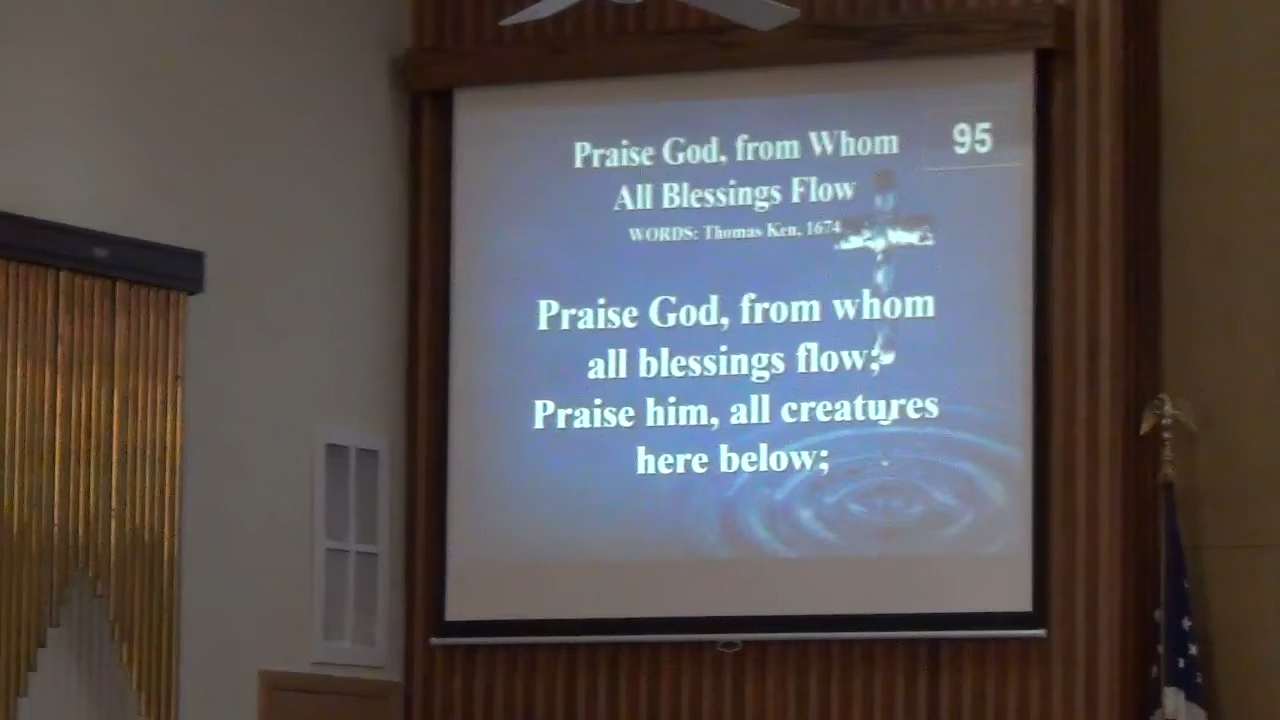 Praise God, from Whom
95
All Blessings Flow
WORDS: Thomas Ken, 1674
Praise God, from whom
all blessings flow;
Praise him, all creatures
here below;